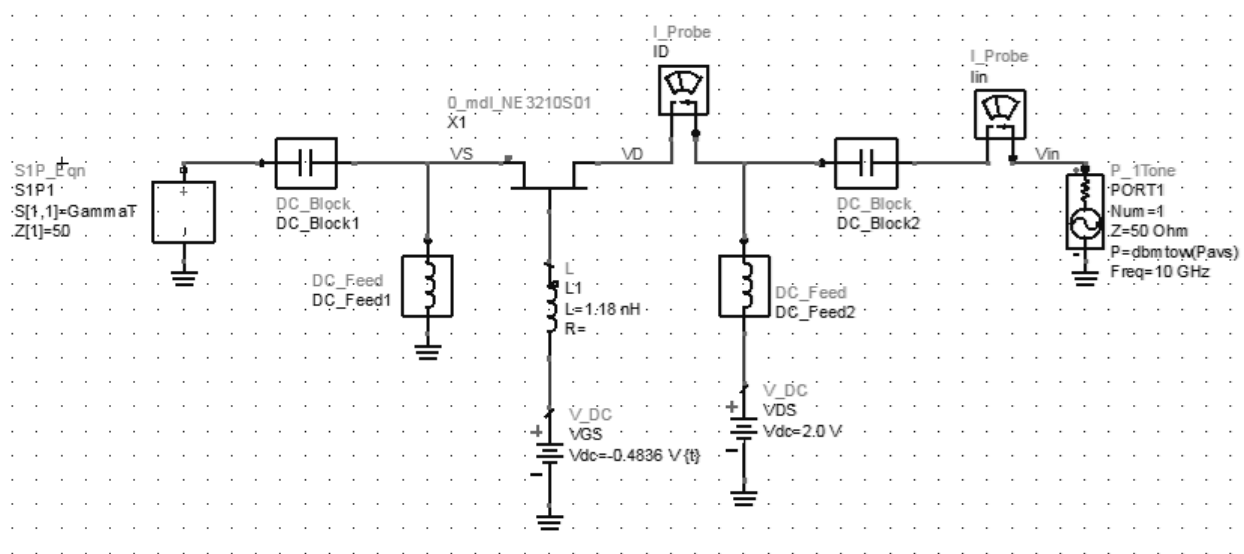 I_Probe
ID
I_Probe
Iin
0_mdl_NE3210S01
X1
VS
VD
Vin
S1P_Eqn
S1P1
S[1,1]=GammaT
Z[1]=50
DC_Block
DC_Block1
DC_Block
DC_Block2
P_1Tone
PORT1
Num=1
Z=50 Ohm
P=dbmtow(Pavs)
Freq=10 GHz
DC_Feed
DC_Feed1
L
L1
L=1.18 nH
R=
DC_Feed
DC_Feed2
V_DC
VGS
Vdc=-0.4836 V {t}
V_DC
VDS
Vdc=2.0 V